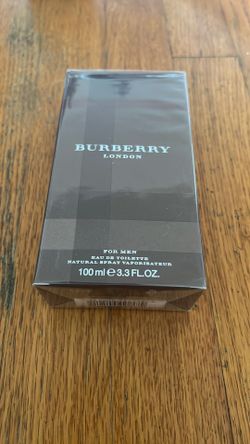 BURBERRY
LONDON
FOR MEN
EAU DE TOILETTE
NATURAL SPRAY VAPORISATEUR
100 ml ℮ 3.3 FL.OZ.